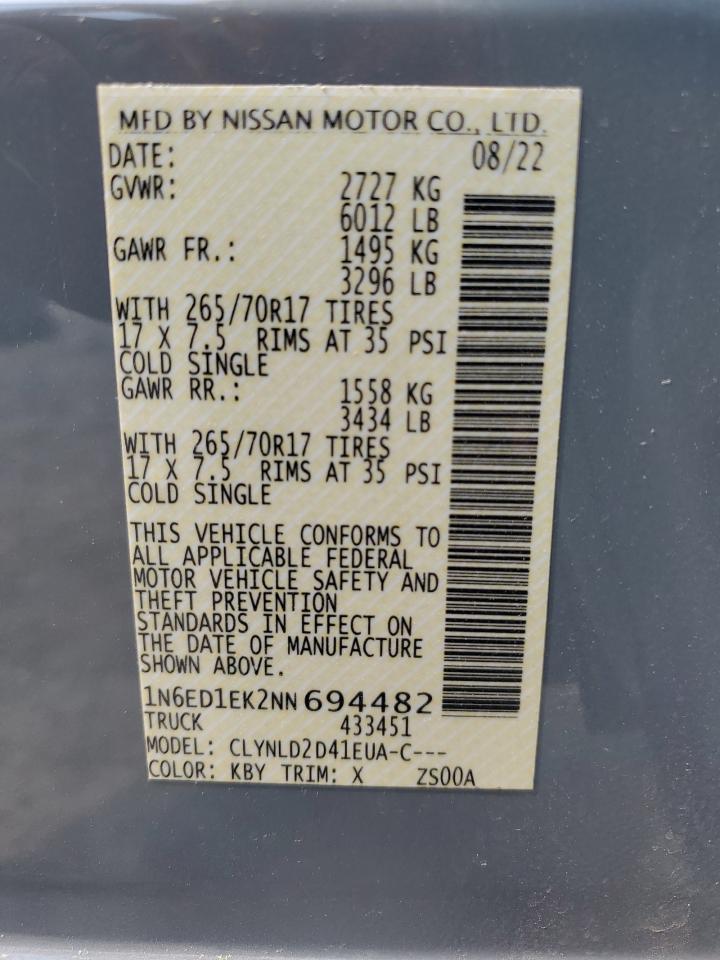 MFD BY NISSAN MOTOR CO., LTD.
DATE: 08/22
GVWR: 2727 KG
6012 LB
GAWR FR.: 1495 KG
3296 LB
WITH 265/70R17 TIRES
17 X 7.5 RIMS AT 35 PSI
COLD SINGLE
GAWR RR.: 1558 KG
3434 LB
WITH 265/70R17 TIRES
17 X 7.5 RIMS AT 35 PSI
COLD SINGLE
THIS VEHICLE CONFORMS TO
ALL APPLICABLE FEDERAL
MOTOR VEHICLE SAFETY AND
THEFT PREVENTION
STANDARDS IN EFFECT ON
THE DATE OF MANUFACTURE
SHOWN ABOVE.
1N6ED1EK2NN694482
TRUCK 433451
MODEL: CLYNLD2D41EUA-C---
COLOR: KBY TRIM: X ZS00A